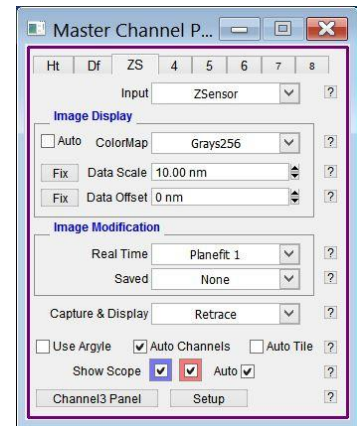 Master Channel P...
Ht Df ZS 4 5 6 7 8
Input ZSensor ?
Image Display
Auto ColorMap Grays256 ?
Fix Data Scale 10.00 nm ?
Fix Data Offset 0 nm ?
Image Modification
Real Time Planefit 1 ?
Saved None ?
Capture & Display Retrace ?
Use Argyle Auto Channels Auto Tile ?
Show Scope Auto ?
Channel3 Panel Setup ?